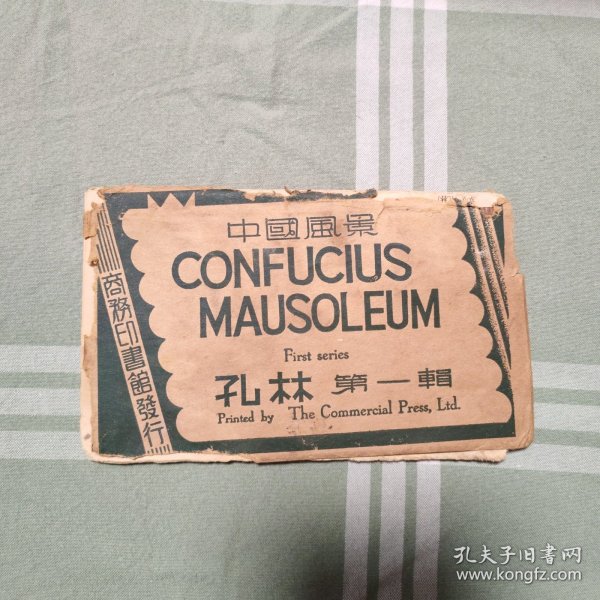 中國風景
CONFUCIUS
MAUSOLEUM
First series
孔林 第一輯
Printed by The Commercial Press, Ltd.
商務印書館發行
孔夫子旧书网
www.kongfz.com